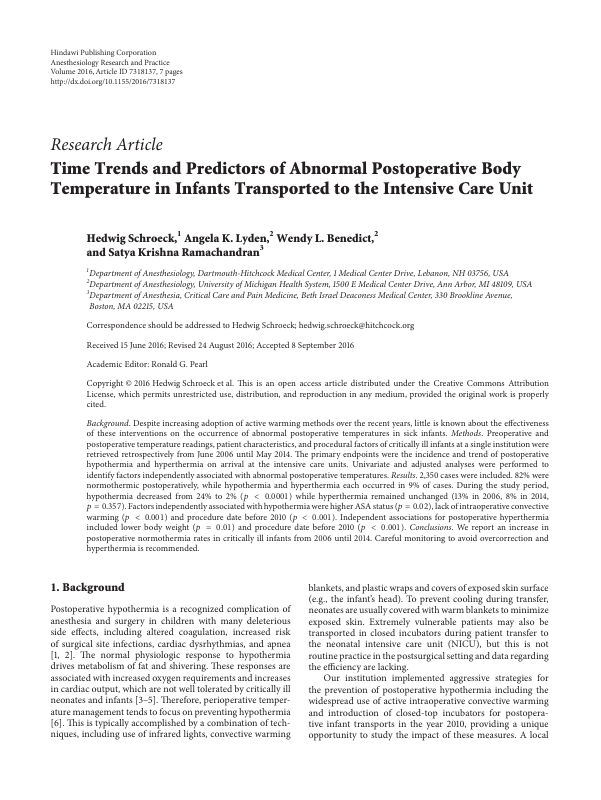 Hindawi Publishing Corporation
Anesthesiology Research and Practice
Volume 2016, Article ID 7318137, 7 pages
http://dx.doi.org/10.1155/2016/7318137
Research Article
Time Trends and Predictors of Abnormal Postoperative Body
Temperature in Infants Transported to the Intensive Care Unit
Hedwig Schroeck,1 Angela K. Lyden,2 Wendy L. Benedict,2
and Satya Krishna Ramachandran3
1Department of Anesthesiology, Dartmouth-Hitchcock Medical Center, 1 Medical Center Drive, Lebanon, NH 03756, USA
2Department of Anesthesiology, University of Michigan Health System, 1500 E Medical Center Drive, Ann Arbor, MI 48109, USA
3Department of Anesthesia, Critical Care and Pain Medicine, Beth Israel Deaconess Medical Center, 330 Brookline Avenue,
Boston, MA 02215, USA
Correspondence should be addressed to Hedwig Schroeck; hedwig.schroeck@hitchcock.org
Received 15 June 2016; Revised 24 August 2016; Accepted 8 September 2016
Academic Editor: Ronald G. Pearl
Copyright © 2016 Hedwig Schroeck et al. This is an open access article distributed under the Creative Commons Attribution
License, which permits unrestricted use, distribution, and reproduction in any medium, provided the original work is properly
cited.
Background. Despite increasing adoption of active warming methods over the recent years, little is known about the effectiveness
of these interventions on the occurrence of abnormal postoperative temperatures in sick infants. Methods. Preoperative and
postoperative temperature readings, patient characteristics, and procedural factors of critically ill infants at a single institution were
retrieved retrospectively from June 2006 until May 2014. The primary endpoints were the incidence and trend of postoperative
hypothermia and hyperthermia on arrival at the intensive care units. Univariate and adjusted analyses were performed to
identify factors independently associated with abnormal postoperative temperatures. Results. 2,350 cases were included. 82% were
normothermic postoperatively, while hypothermia and hyperthermia each occurred in 9% of cases. During the study period,
hypothermia decreased from 24% to 2% (p < 0.0001) while hyperthermia remained unchanged (13% in 2006, 8% in 2014,
p = 0.357). Factors independently associated with hypothermia were higher ASA status (p = 0.02), lack of intraoperative convective
warming (p < 0.001) and procedure date before 2010 (p < 0.001). Independent associations for postoperative hyperthermia
included lower body weight (p = 0.01) and procedure date before 2010 (p < 0.001). Conclusions. We report an increase in
postoperative normothermia rates in critically ill infants from 2006 until 2014. Careful monitoring to avoid overcorrection and
hyperthermia is recommended.
1. Background
Postoperative hypothermia is a recognized complication of
anesthesia and surgery in children with many deleterious
side effects, including altered coagulation, increased risk
of surgical site infections, cardiac dysrhythmias, and apnea
[1, 2]. The normal physiologic response to hypothermia
drives metabolism of fat and shivering. These responses are
associated with increased oxygen requirements and increases
in cardiac output, which are not well tolerated by critically ill
neonates and infants [3–5]. Therefore, perioperative temper-
ature management tends to focus on preventing hypothermia
[6]. This is typically accomplished by a combination of tech-
niques, including use of infrared lights, convective warming
blankets, and plastic wraps and covers of exposed skin surface
(e.g., the infant's head). To prevent cooling during transfer,
neonates are usually covered with warm blankets to minimize
exposed skin. Extremely vulnerable patients may also be
transported in closed incubators during patient transfer to
the neonatal intensive care unit (NICU), but this is not
routine practice in the postsurgical setting and data regarding
the efficiency are lacking.
Our institution implemented aggressive strategies for
the prevention of postoperative hypothermia including the
widespread use of active intraoperative convective warming
and introduction of closed-top incubators for postopera-
tive infant transports in the year 2010, providing a unique
opportunity to study the impact of these measures. A local